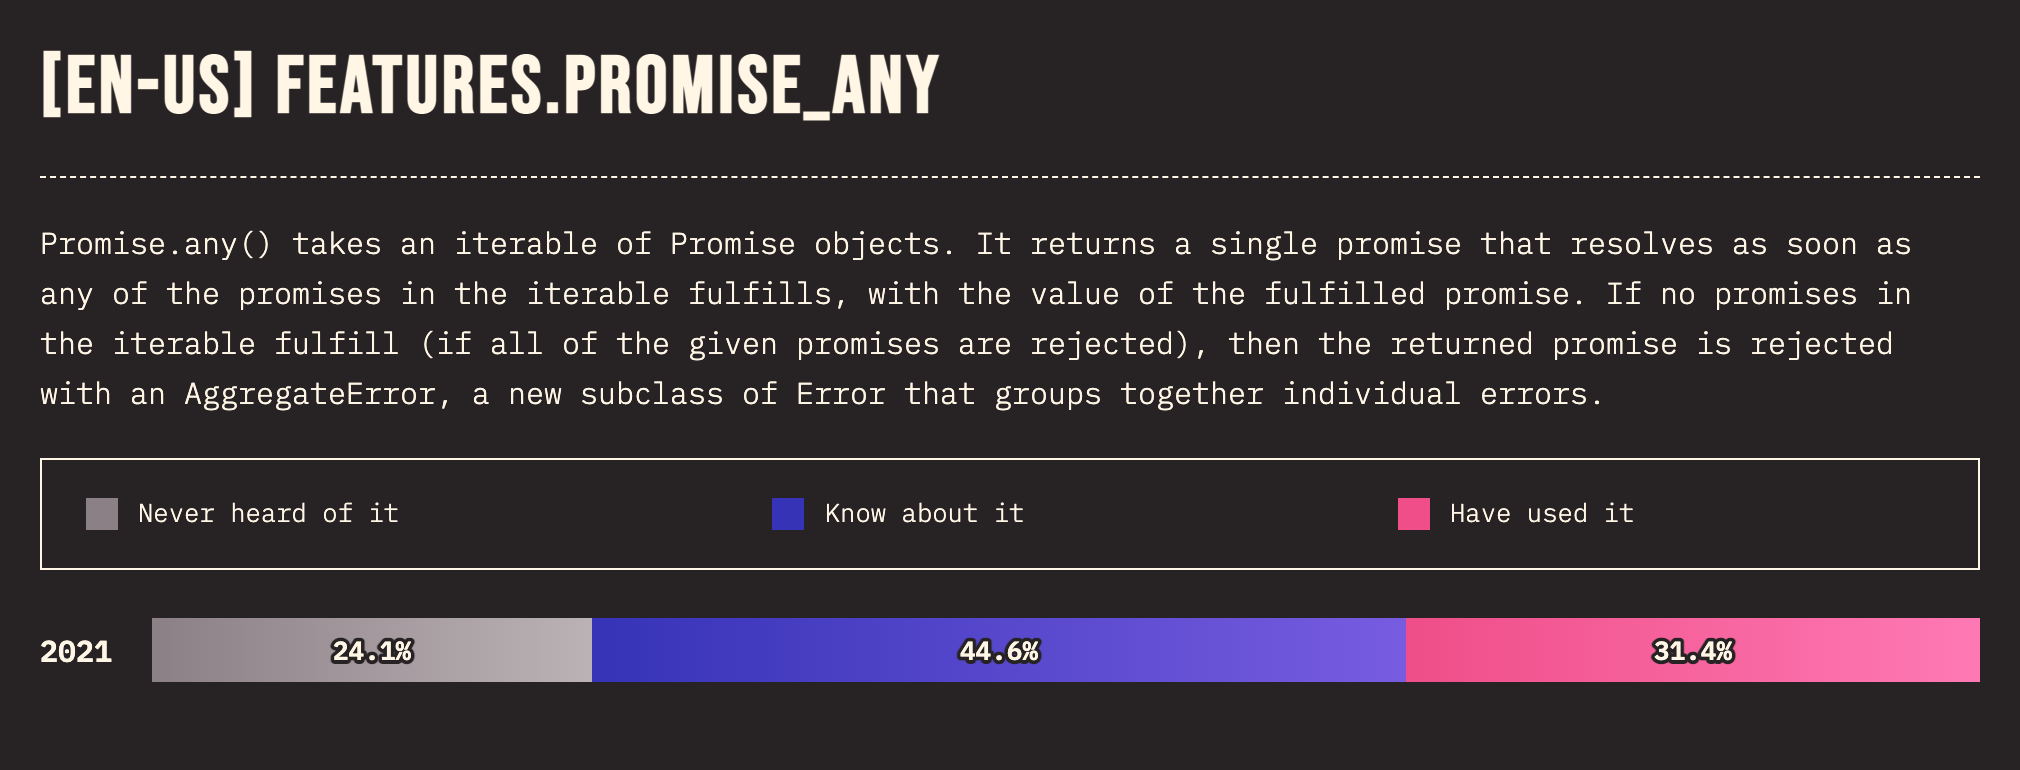 [EN-US] FEATURES.PROMISE_ANY
Promise.any() takes an iterable of Promise objects. It returns a single promise that resolves as soon as
any of the promises in the iterable fulfills, with the value of the fulfilled promise. If no promises in
the iterable fulfill (if all of the given promises are rejected), then the returned promise is rejected
with an AggregateError, a new subclass of Error that groups together individual errors.
Never heard of it Know about it Have used it
2021 24.1% 44.6% 31.4%